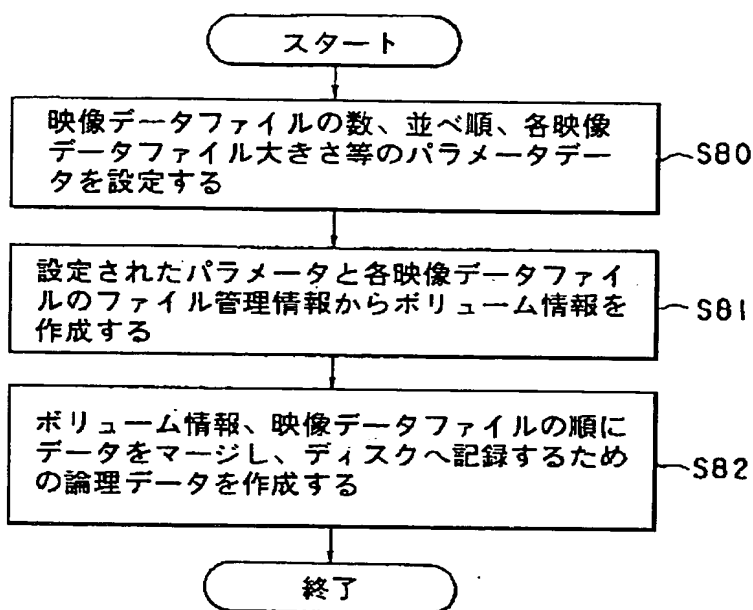 スタート
映像データファイルの数、並べ順、各映像
データファイル大きさ等のパラメータデー
タを設定する
S80
設定されたパラメータと各映像データファイ
ルのファイル管理情報からボリューム情報を
作成する
S81
ボリューム情報、映像データファイルの順に
データをマージし、ディスクへ記録するため
の論理データを作成する
S82
終了